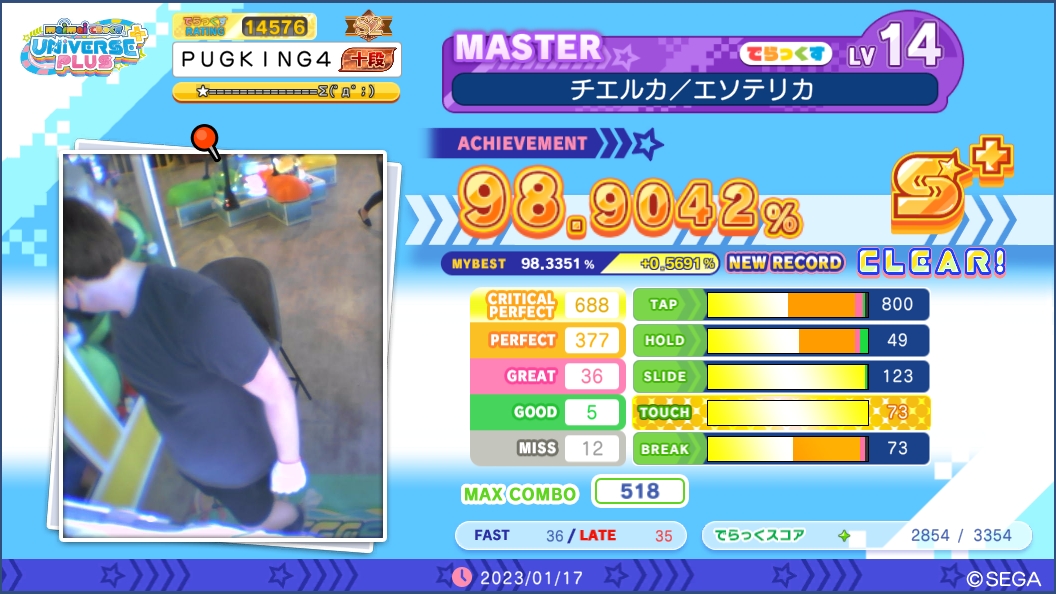 maimai でらっくす
UNiVERSE
PLUS
でらっくす
RATING 14576
PUGKING4 十段
★==============Σ(ﾟдﾟ;)
MASTER でらっくす LV 14
チエルカ／エソテリカ
ACHIEVEMENT
98.9042% S+
MYBEST 98.3351% +0.5691% NEW RECORD CLEAR!
CRITICAL PERFECT 688 TAP 800
PERFECT 377 HOLD 49
GREAT 36 SLIDE 123
GOOD 5 TOUCH 73
MISS 12 BREAK 73
MAX COMBO 518
FAST 36 / LATE 35 でらっくスコア ✦ 2854 / 3354
2023/01/17
©SEGA